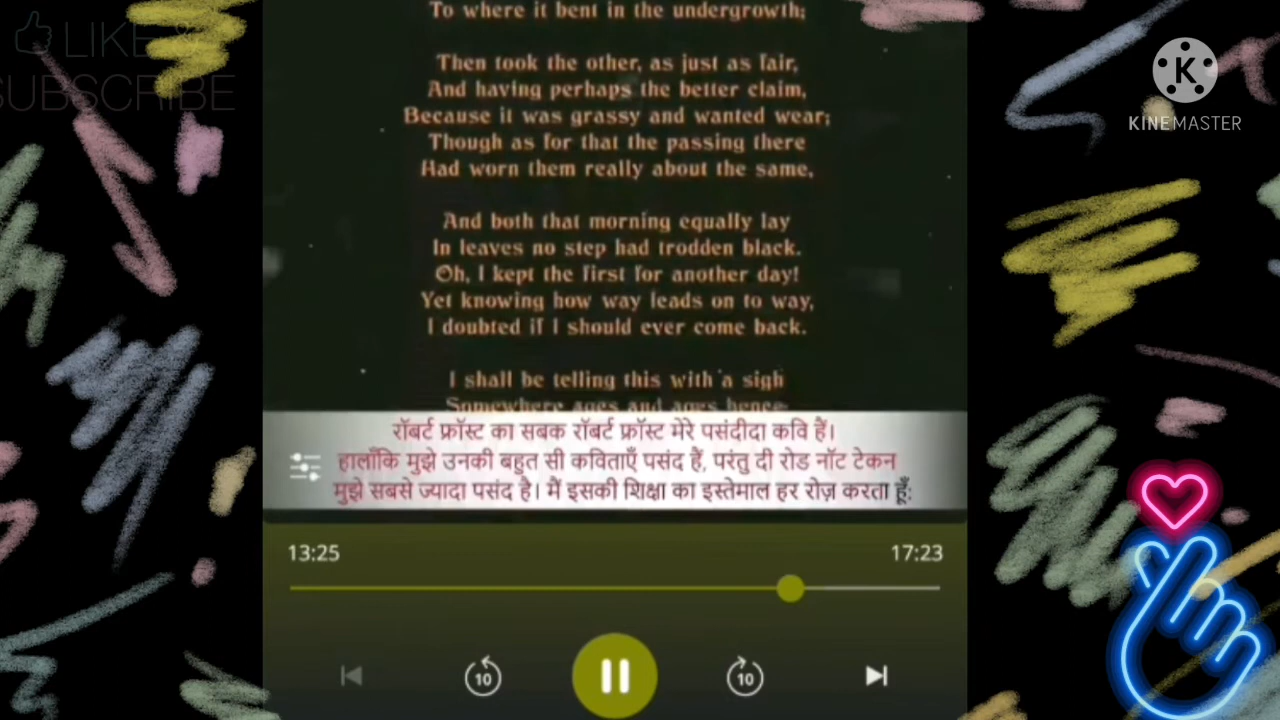 LIKE &
SUBSCRIBE
KINEMASTER
To where it bent in the undergrowth;
Then took the other, as just as fair,
And having perhaps the better claim,
Because it was grassy and wanted wear;
Though as for that the passing there
Had worn them really about the same,
And both that morning equally lay
In leaves no step had trodden black.
Oh, I kept the first for another day!
Yet knowing how way leads on to way,
I doubted if I should ever come back.
I shall be telling this with a sigh
Somewhere ages and ages hence
रॉबर्ट फ्रॉस्ट का सबक रॉबर्ट फ्रॉस्ट मेरे पसंदीदा कवि हैं।
हालाँकि मुझे उनकी बहुत सी कविताएँ पसंद हैं, परंतु दी रोड नॉट टेकन
मुझे सबसे ज्यादा पसंद है। मैं इसकी शिक्षा का इस्तेमाल हर रोज़ करता हूँ:
13:25
17:23
10
10